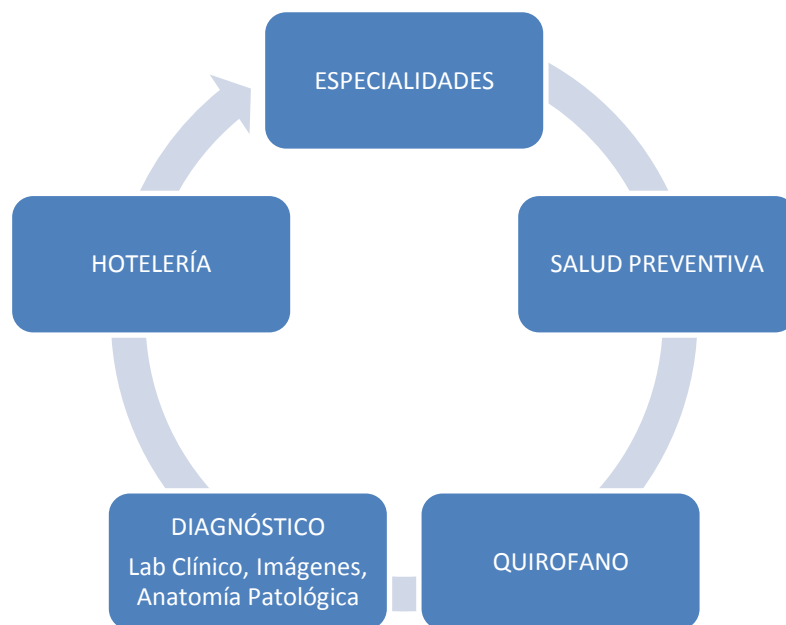 ESPECIALIDADES
SALUD PREVENTIVA
QUIROFANO
DIAGNÓSTICO
Lab Clínico, Imágenes,
Anatomía Patológica
HOTELERÍA